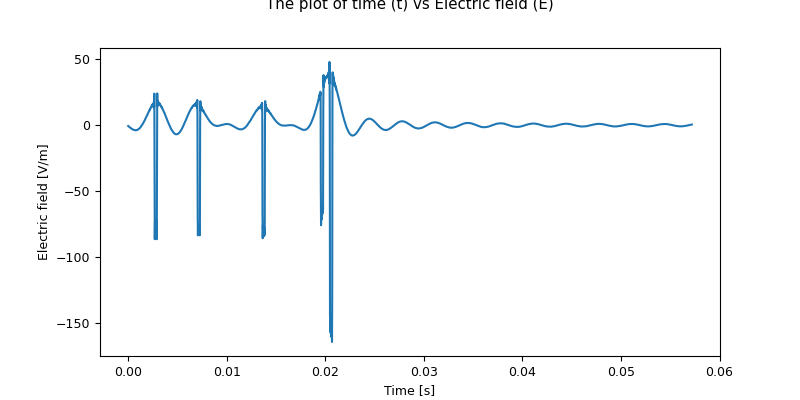 The plot of time (t) vs Electric field (E)
50
0
−50
−100
−150
Electric field [V/m]
0.00 0.01 0.02 0.03 0.04 0.05 0.06
Time [s]